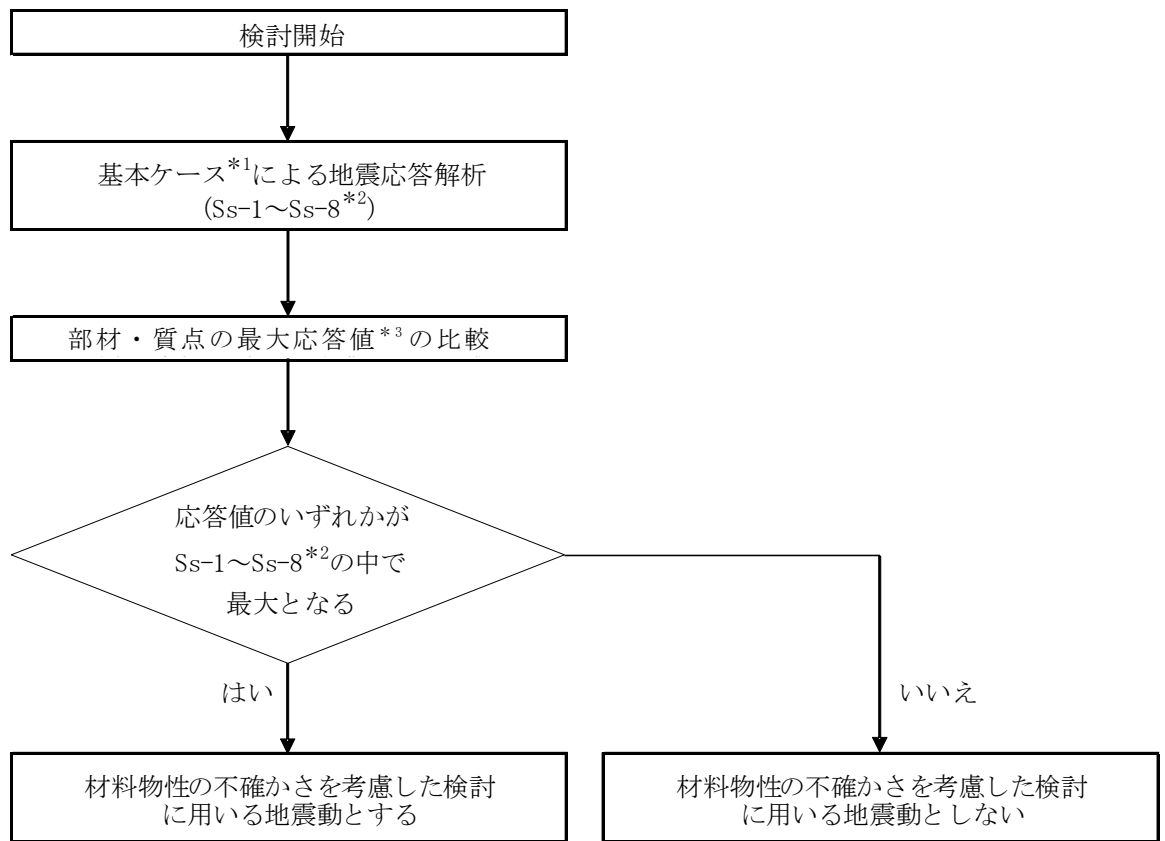 検討開始
基本ケース*1による地震応答解析
(Ss-1～Ss-8*2)
部材・質点の最大応答値*3の比較
応答値のいずれかが
Ss-1～Ss-8*2の中で
最大となる
はい
いいえ
材料物性の不確かさを考慮した検討
に用いる地震動とする
材料物性の不確かさを考慮した検討
に用いる地震動としない